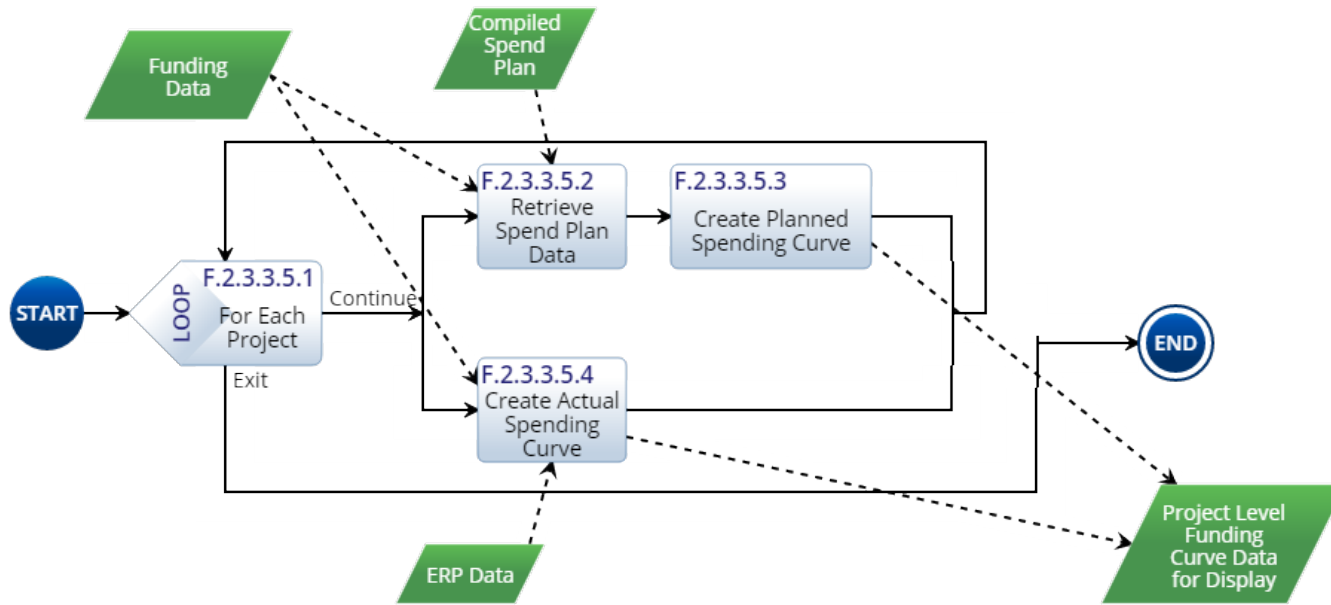 Compiled
Spend
Plan
Funding
Data
F.2.3.3.5.2
Retrieve
Spend Plan
Data
F.2.3.3.5.3
Create Planned
Spending Curve
START
LOOP
F.2.3.3.5.1
For Each
Project
Continue
Exit
END
F.2.3.3.5.4
Create Actual
Spending
Curve
ERP Data
Project Level
Funding
Curve Data
for Display